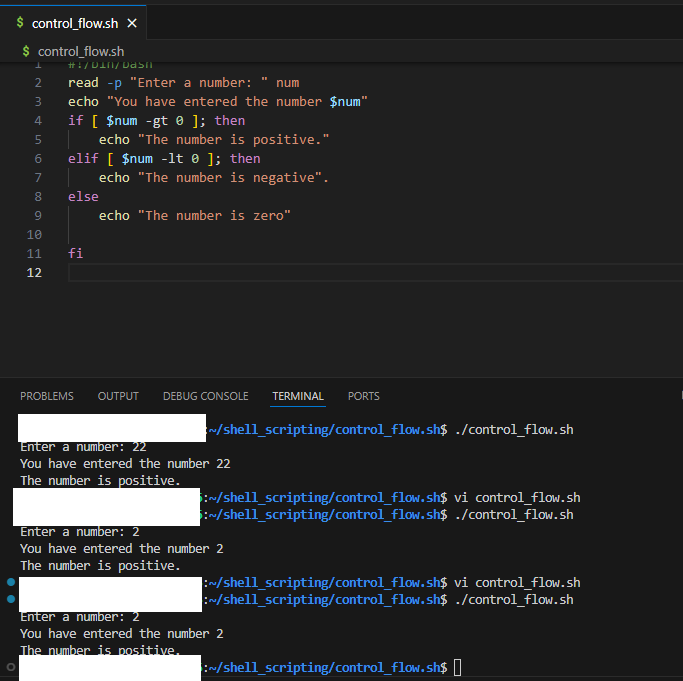 $ control_flow.sh ×
$ control_flow.sh
1 #!/bin/bash
2 read -p "Enter a number: " num
3 echo "You have entered the number $num"
4 if [ $num -gt 0 ]; then
5 echo "The number is positive."
6 elif [ $num -lt 0 ]; then
7 echo "The number is negative".
8 else
9 echo "The number is zero"
10
11 fi
12
PROBLEMS OUTPUT DEBUG CONSOLE TERMINAL PORTS
:~/shell_scripting/control_flow.sh$ ./control_flow.sh
Enter a number: 22
You have entered the number 22
The number is positive.
:~/shell_scripting/control_flow.sh$ vi control_flow.sh
:~/shell_scripting/control_flow.sh$ ./control_flow.sh
Enter a number: 2
You have entered the number 2
The number is positive.
:~/shell_scripting/control_flow.sh$ vi control_flow.sh
:~/shell_scripting/control_flow.sh$ ./control_flow.sh
Enter a number: 2
You have entered the number 2
The number is positive.
:~/shell_scripting/control_flow.sh$